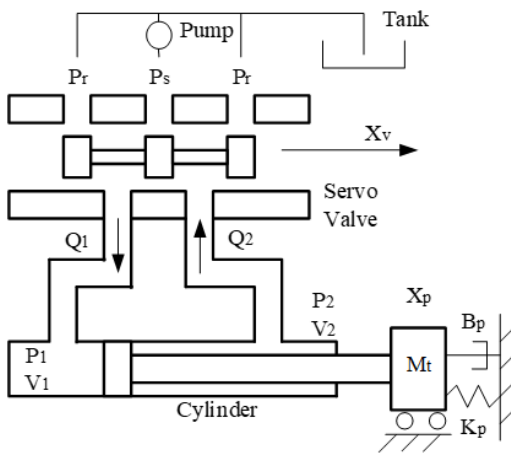 Pump
Tank
Pr
Ps
Pr
Xv
Servo
Valve
Q1
Q2
P2
V2
Xp
Bp
P1
V1
Mt
Cylinder
Kp